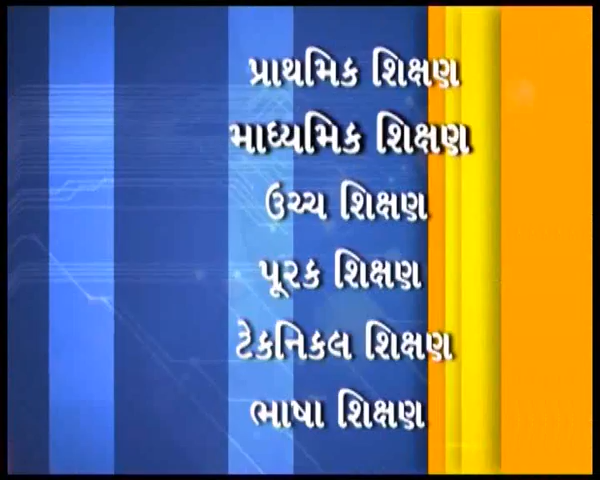 પ્રાથમિક શિક્ષણ
માધ્યમિક શિક્ષણ
ઉચ્ચ શિક્ષણ
પૂરક શિક્ષણ
ટેકનિકલ શિક્ષણ
ભાષા શિક્ષણ